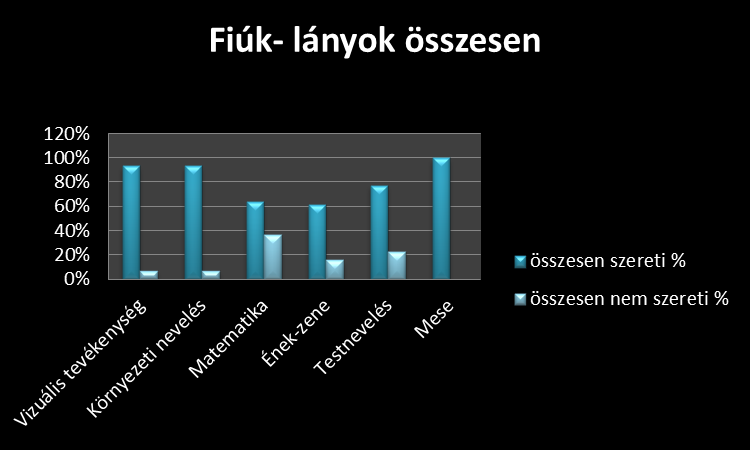 Fiúk- lányok összesen
120%
100%
80%
60%
40%
20%
0%
Vizuális tevékenység
Környezeti nevelés
Matematika
Ének-zene
Testnevelés
Mese
összesen szereti %
összesen nem szereti %